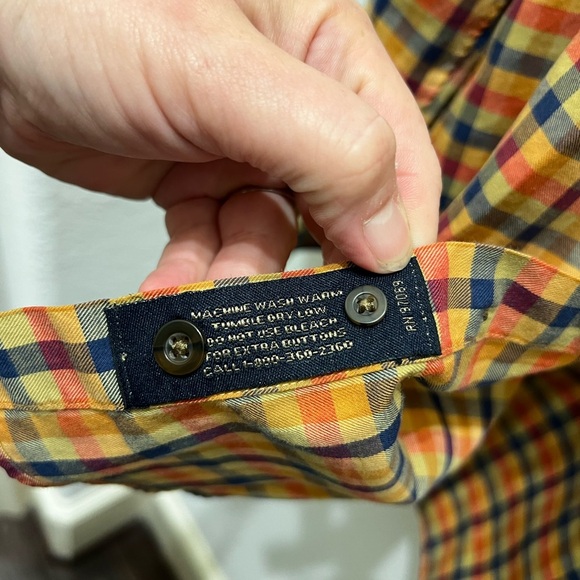 MACHINE WASH WARM
TUMBLE DRY LOW
DO NOT USE BLEACH
FOR EXTRA BUTTONS
CALL 1-800-360-2360
RN 97069